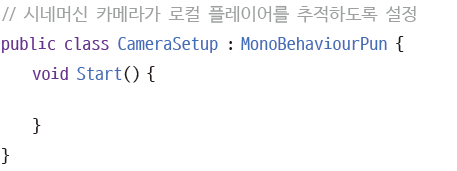 // 시네머신 카메라가 로컬 플레이어를 추적하도록 설정
public class CameraSetup : MonoBehaviourPun {
    void Start() {

    }
}